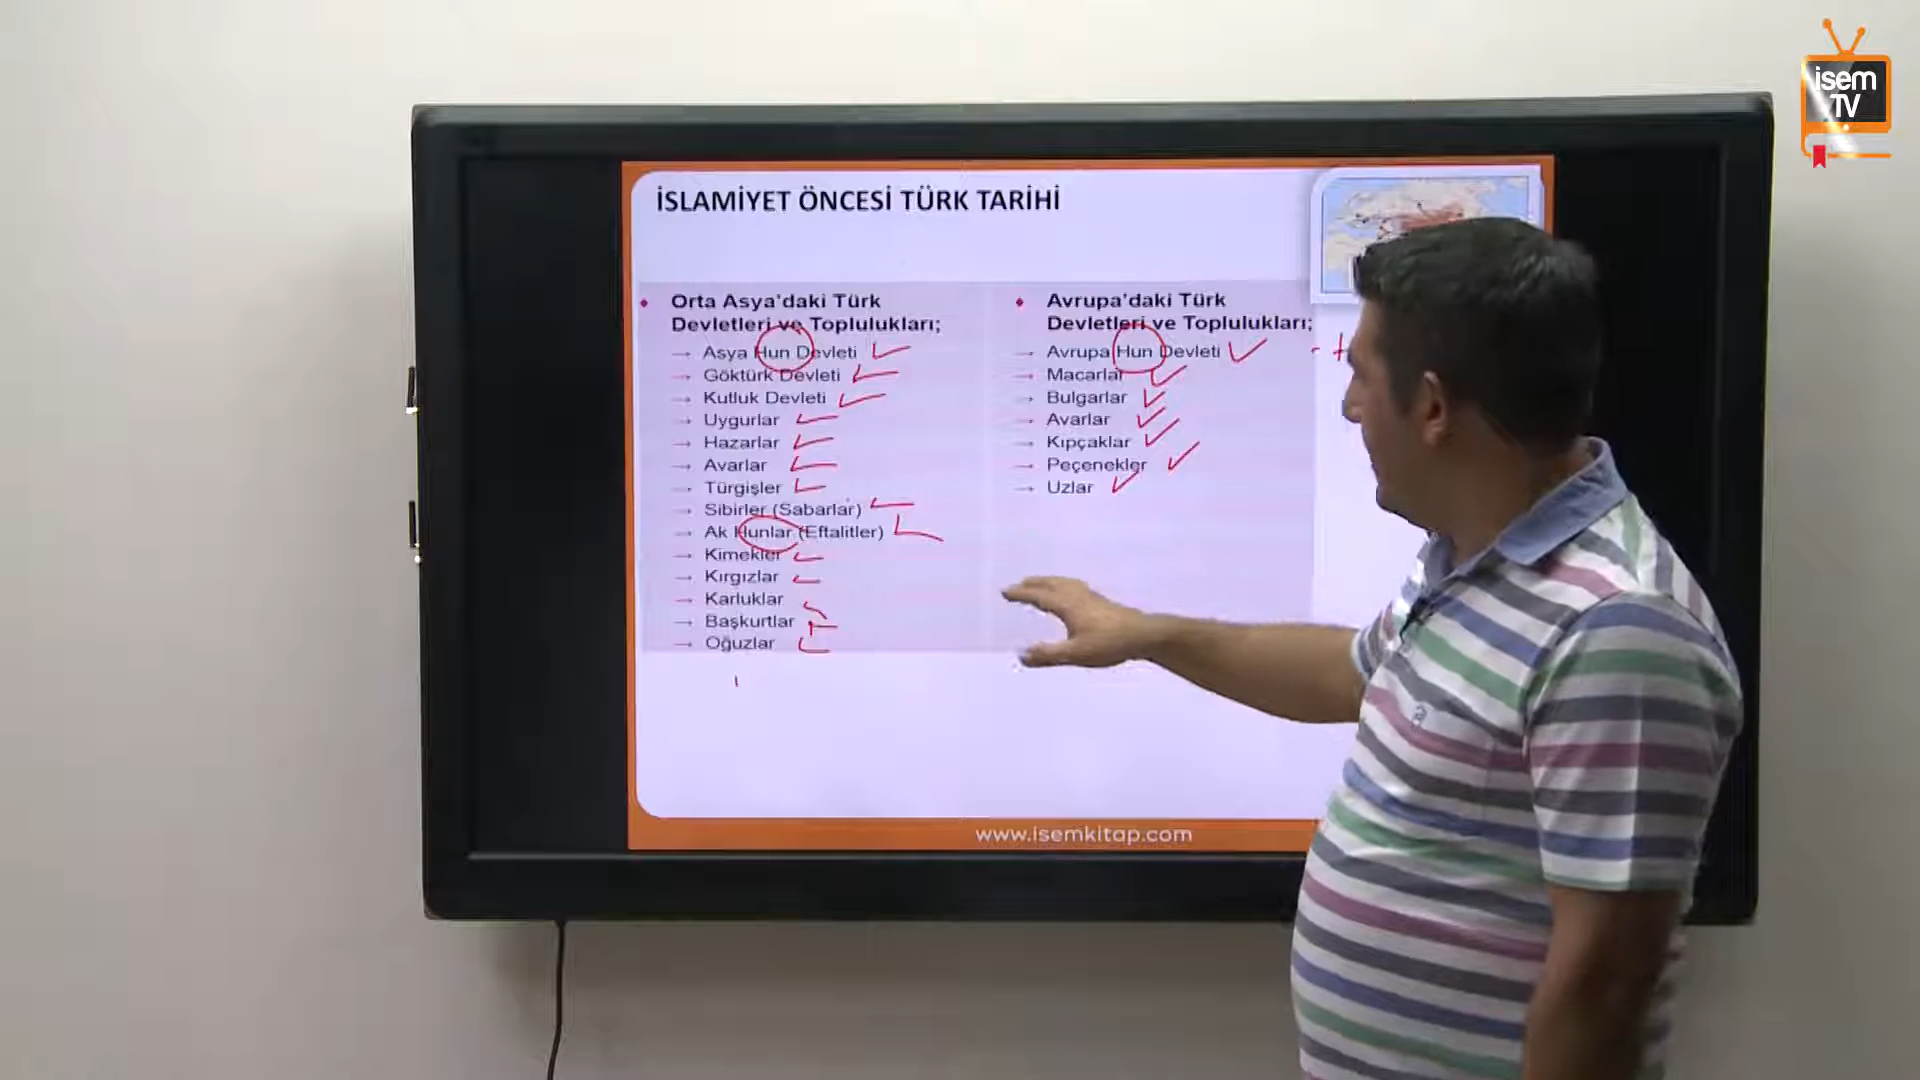 isem
TV
İSLAMİYET ÖNCESİ TÜRK TARİHİ
Orta Asya'daki Türk
Devletleri ve Toplulukları;
Asya Hun Devleti
Göktürk Devleti
Kutluk Devleti
Uygurlar
Hazarlar
Avarlar
Türgişler
Sibirler (Sabarlar)
Ak Hunlar (Eftalitler)
Kimekler
Kırgızlar
Karluklar
Başkurtlar
Oğuzlar
Avrupa'daki Türk
Devletleri ve Toplulukları;
Avrupa Hun Devleti
Macarlar
Bulgarlar
Avarlar
Kıpçaklar
Peçenekler
Uzlar
www.isemkitap.com